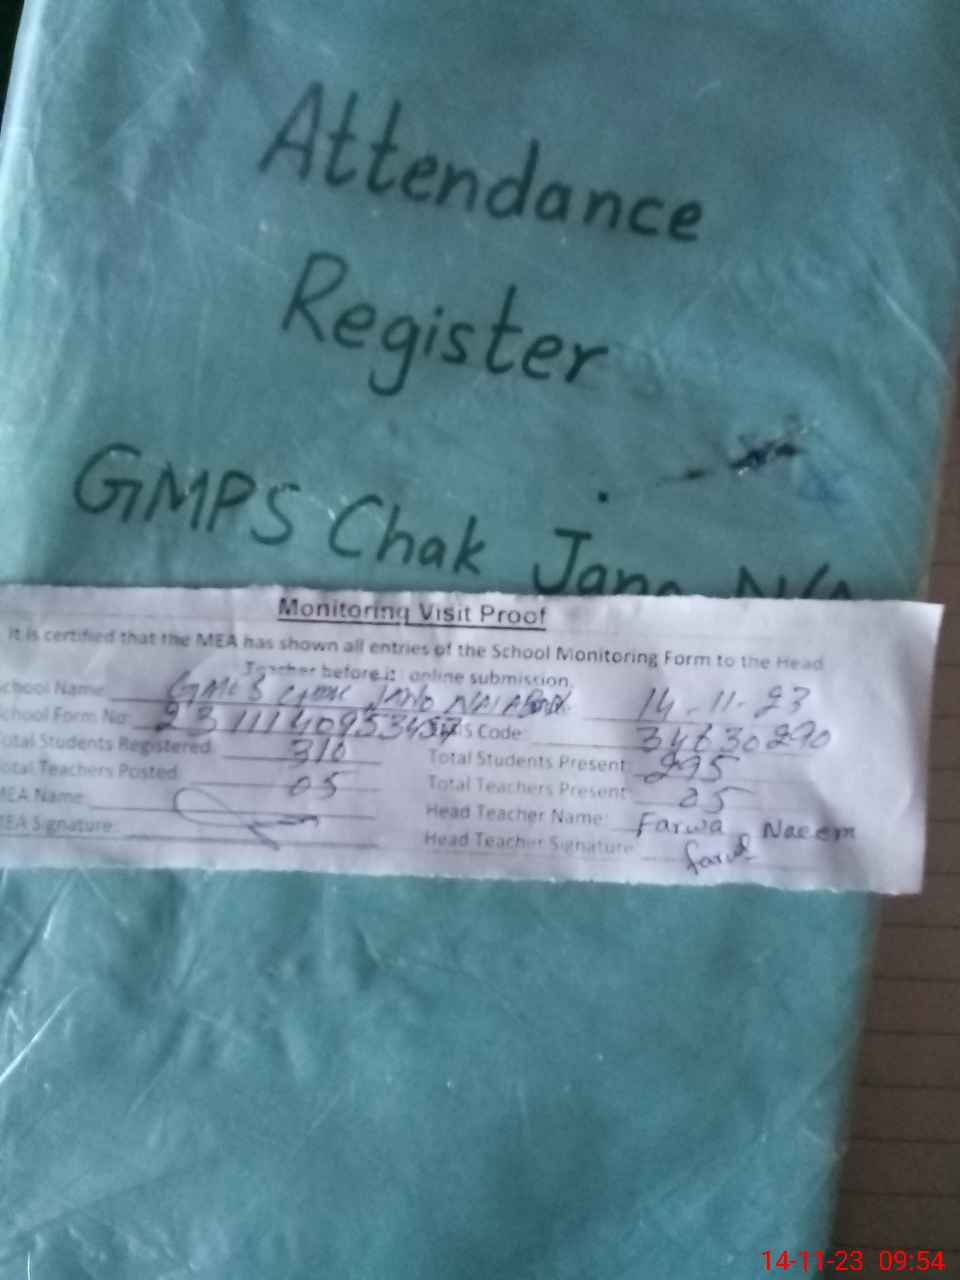 Attendance
Register
GMPS Chak Jano N/A
Monitoring Visit Proof
It is certified that the MEA has shown all entries of the School Monitoring Form to the Head
Teacher before it online submission.
School Name: JANO 14-11-23
School Form No: Code: 34630290
Total Students Registered: 310 Total Students Present: 295
Total Teachers Posted: 05 Total Teachers Present: 05
MEA Name: Head Teacher Name: Farwa Naeem
MEA Signature: Head Teacher Signature: Farwa
14-11-23 09:54